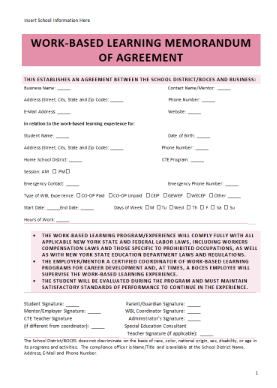 Insert School Information Here
WORK-BASED LEARNING MEMORANDUM
OF AGREEMENT
THIS ESTABLISHES AN AGREEMENT BETWEEN THE SCHOOL DISTRICT/BOCES AND BUSINESS:
Business Name: _____ Contact Name/Mentor: _____
Address (Street, City, State and Zip Code): _____ Phone Number: _____
E-Mail Address: _____ Website: _____
In relation to the work-based learning experience for:
Student Name: _____ Date of Birth: _____
Address (Street, City, State and Zip Code): _____ Phone Number: _____
Home School District: _____ CTE Program: _____
Session: AM ☐ PM ☐
Emergency Contact: _____ Emergency Phone Number: _____
Type of WBL Experience: ☐ CO-OP Paid ☐ CO-OP Unpaid ☐ CEIP ☐ GEWEP ☐ WECEP ☐ Other _____
Start Date: _____ End Date: _____ Days of Week: ☐ M ☐ Tu ☐ Wed ☐ Th ☐ F ☐ Sa ☐ Su
Hours of Work: _____
• THE WORK-BASED LEARNING PROGRAM/EXPERIENCE WILL COMPLY FULLY WITH ALL
APPLICABLE NEW YORK STATE AND FEDERAL LABOR LAWS, INCLUDING WORKERS
COMPENSATION LAWS AND THOSE SPECIFIC TO PROHIBITED OCCUPATIONS, AS WELL
AS WITH NEW YORK STATE EDUCATION DEPARTMENT LAWS AND REGULATIONS.
• THE EMPLOYER/MENTOR A CERTIFIED COORDINATOR OF WORK-BASED LEARNING
PROGRAMS FOR CAREER DEVELOPMENT AND, AT TIMES, A BOCES EMPLOYEE WILL
SUPERVISE THE WORK-BASED LEARNING EXPERIENCE.
• THE STUDENT WILL BE EVALUATED DURING THE PROGRAM AND MUST MAINTAIN
SATISFACTORY STANDARDS OF PERFORMANCE TO CONTINUE IN THE EXPERIENCE.
Student Signature: _____ Parent/Guardian Signature: _____
Mentor/Employer Signature: _____ WBL Coordinator Signature: _____
CTE Teacher Signature Administrator's Signature: _____
(if different from coordinator): _____ Special Education Consultant
Teacher Signature (if applicable): _____
The School District/BOCES does not discriminate on the basis of race, color, national origin, sex, disability, or age in
its programs and activities. The compliance officer is Name/Title and is available at the School District Name,
Address, E-Mail and Phone Number.
1